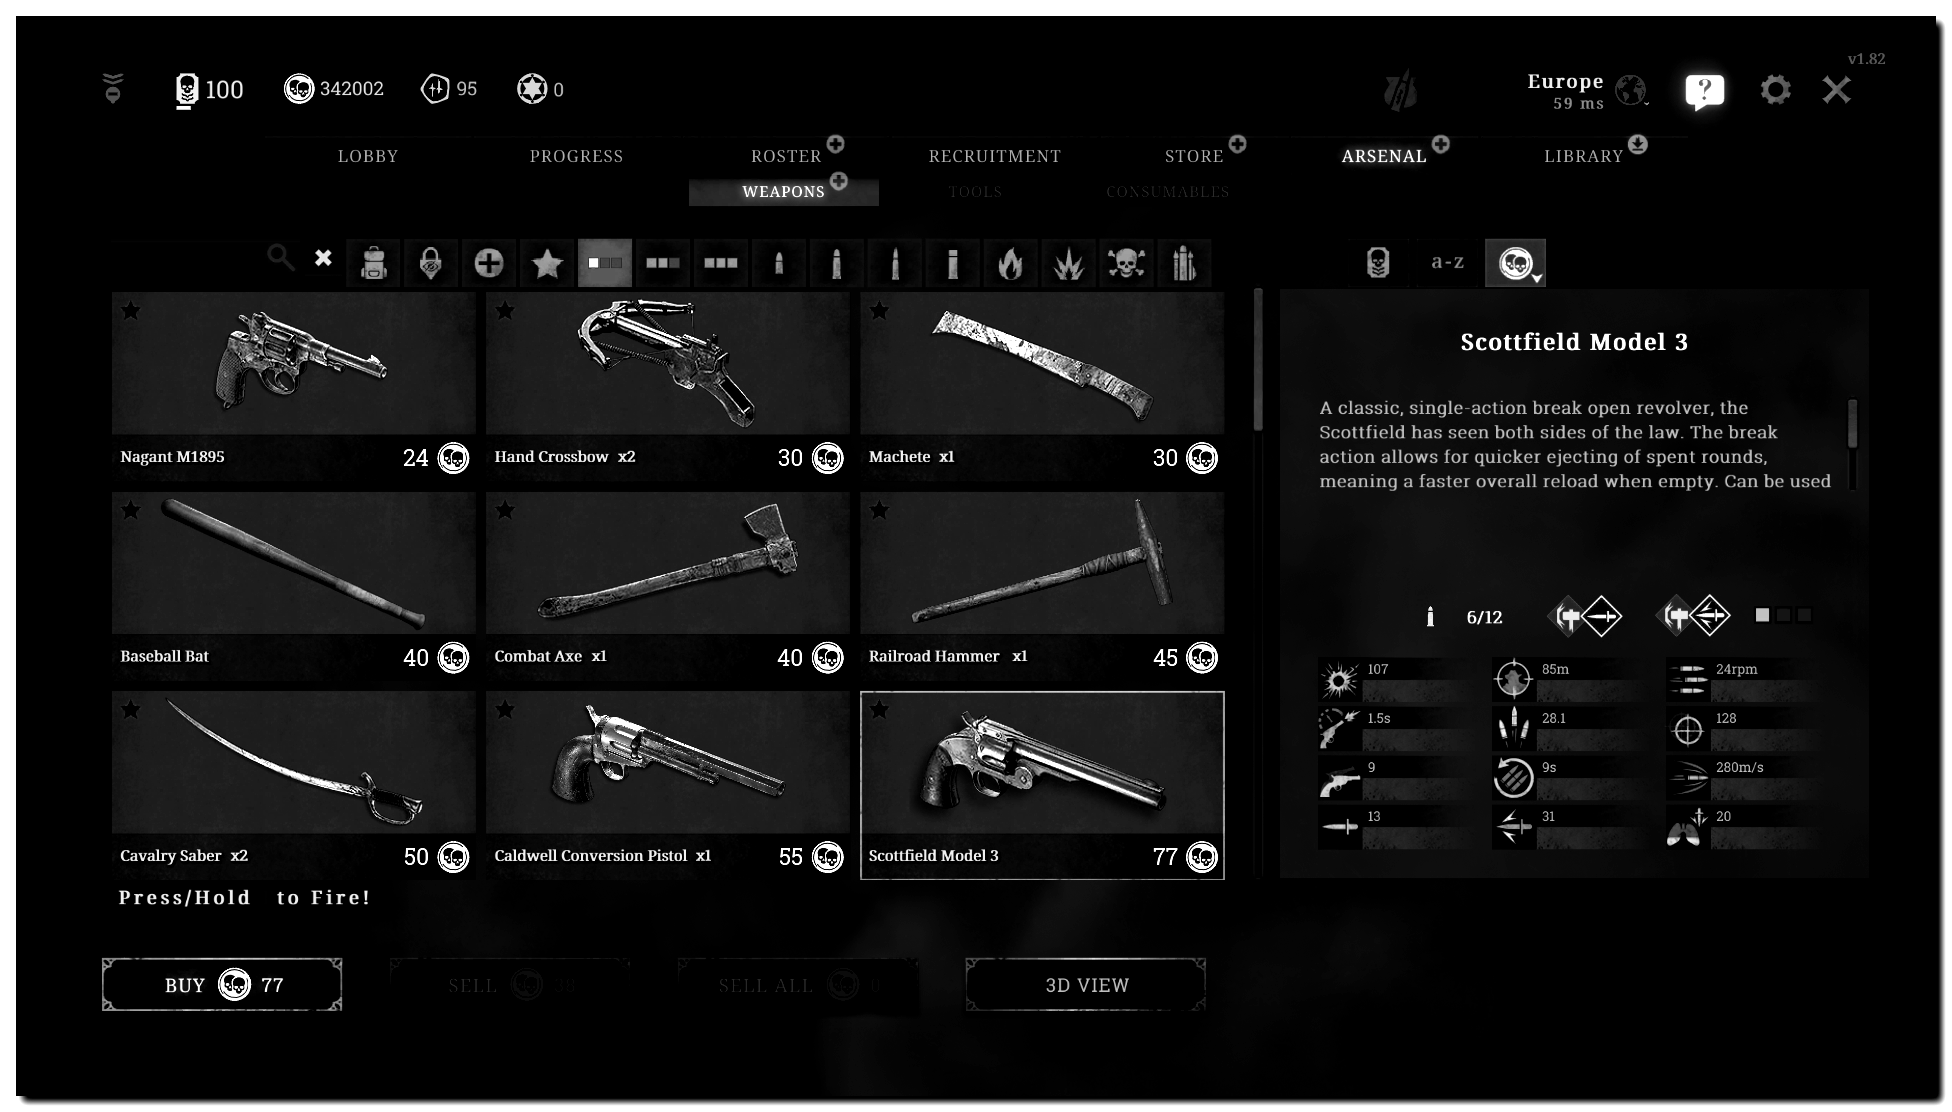 v1.82
100
342002
95
0
Europe
59 ms
?
LOBBY
PROGRESS
ROSTER
RECRUITMENT
STORE
ARSENAL
LIBRARY
WEAPONS
TOOLS
CONSUMABLES
a-z
Nagant M1895
24
Hand Crossbow x2
30
Machete x1
30
Baseball Bat
40
Combat Axe x1
40
Railroad Hammer x1
45
Cavalry Saber x2
50
Caldwell Conversion Pistol x1
55
Scottfield Model 3
77
Scottfield Model 3
A classic, single-action break open revolver, the
Scottfield has seen both sides of the law. The break
action allows for quicker ejecting of spent rounds,
meaning a faster overall reload when empty. Can be used
6/12
107
85m
24rpm
1.5s
28.1
128
9
9s
280m/s
13
31
20
Press/Hold to Fire!
BUY 77
SELL 38
SELL ALL 0
3D VIEW